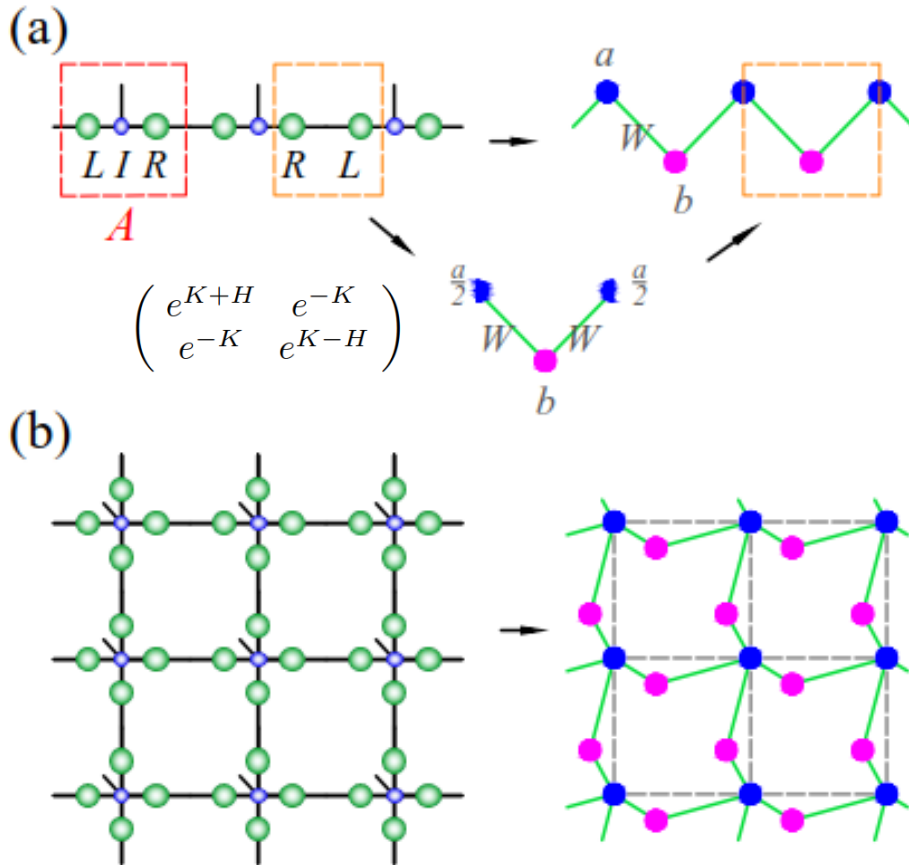 (a)
a
L I R
R L
W
A
b
a/2
a/2
( e^{K+H} e^{-K}
e^{-K} e^{K-H} )
W
W
b
(b)